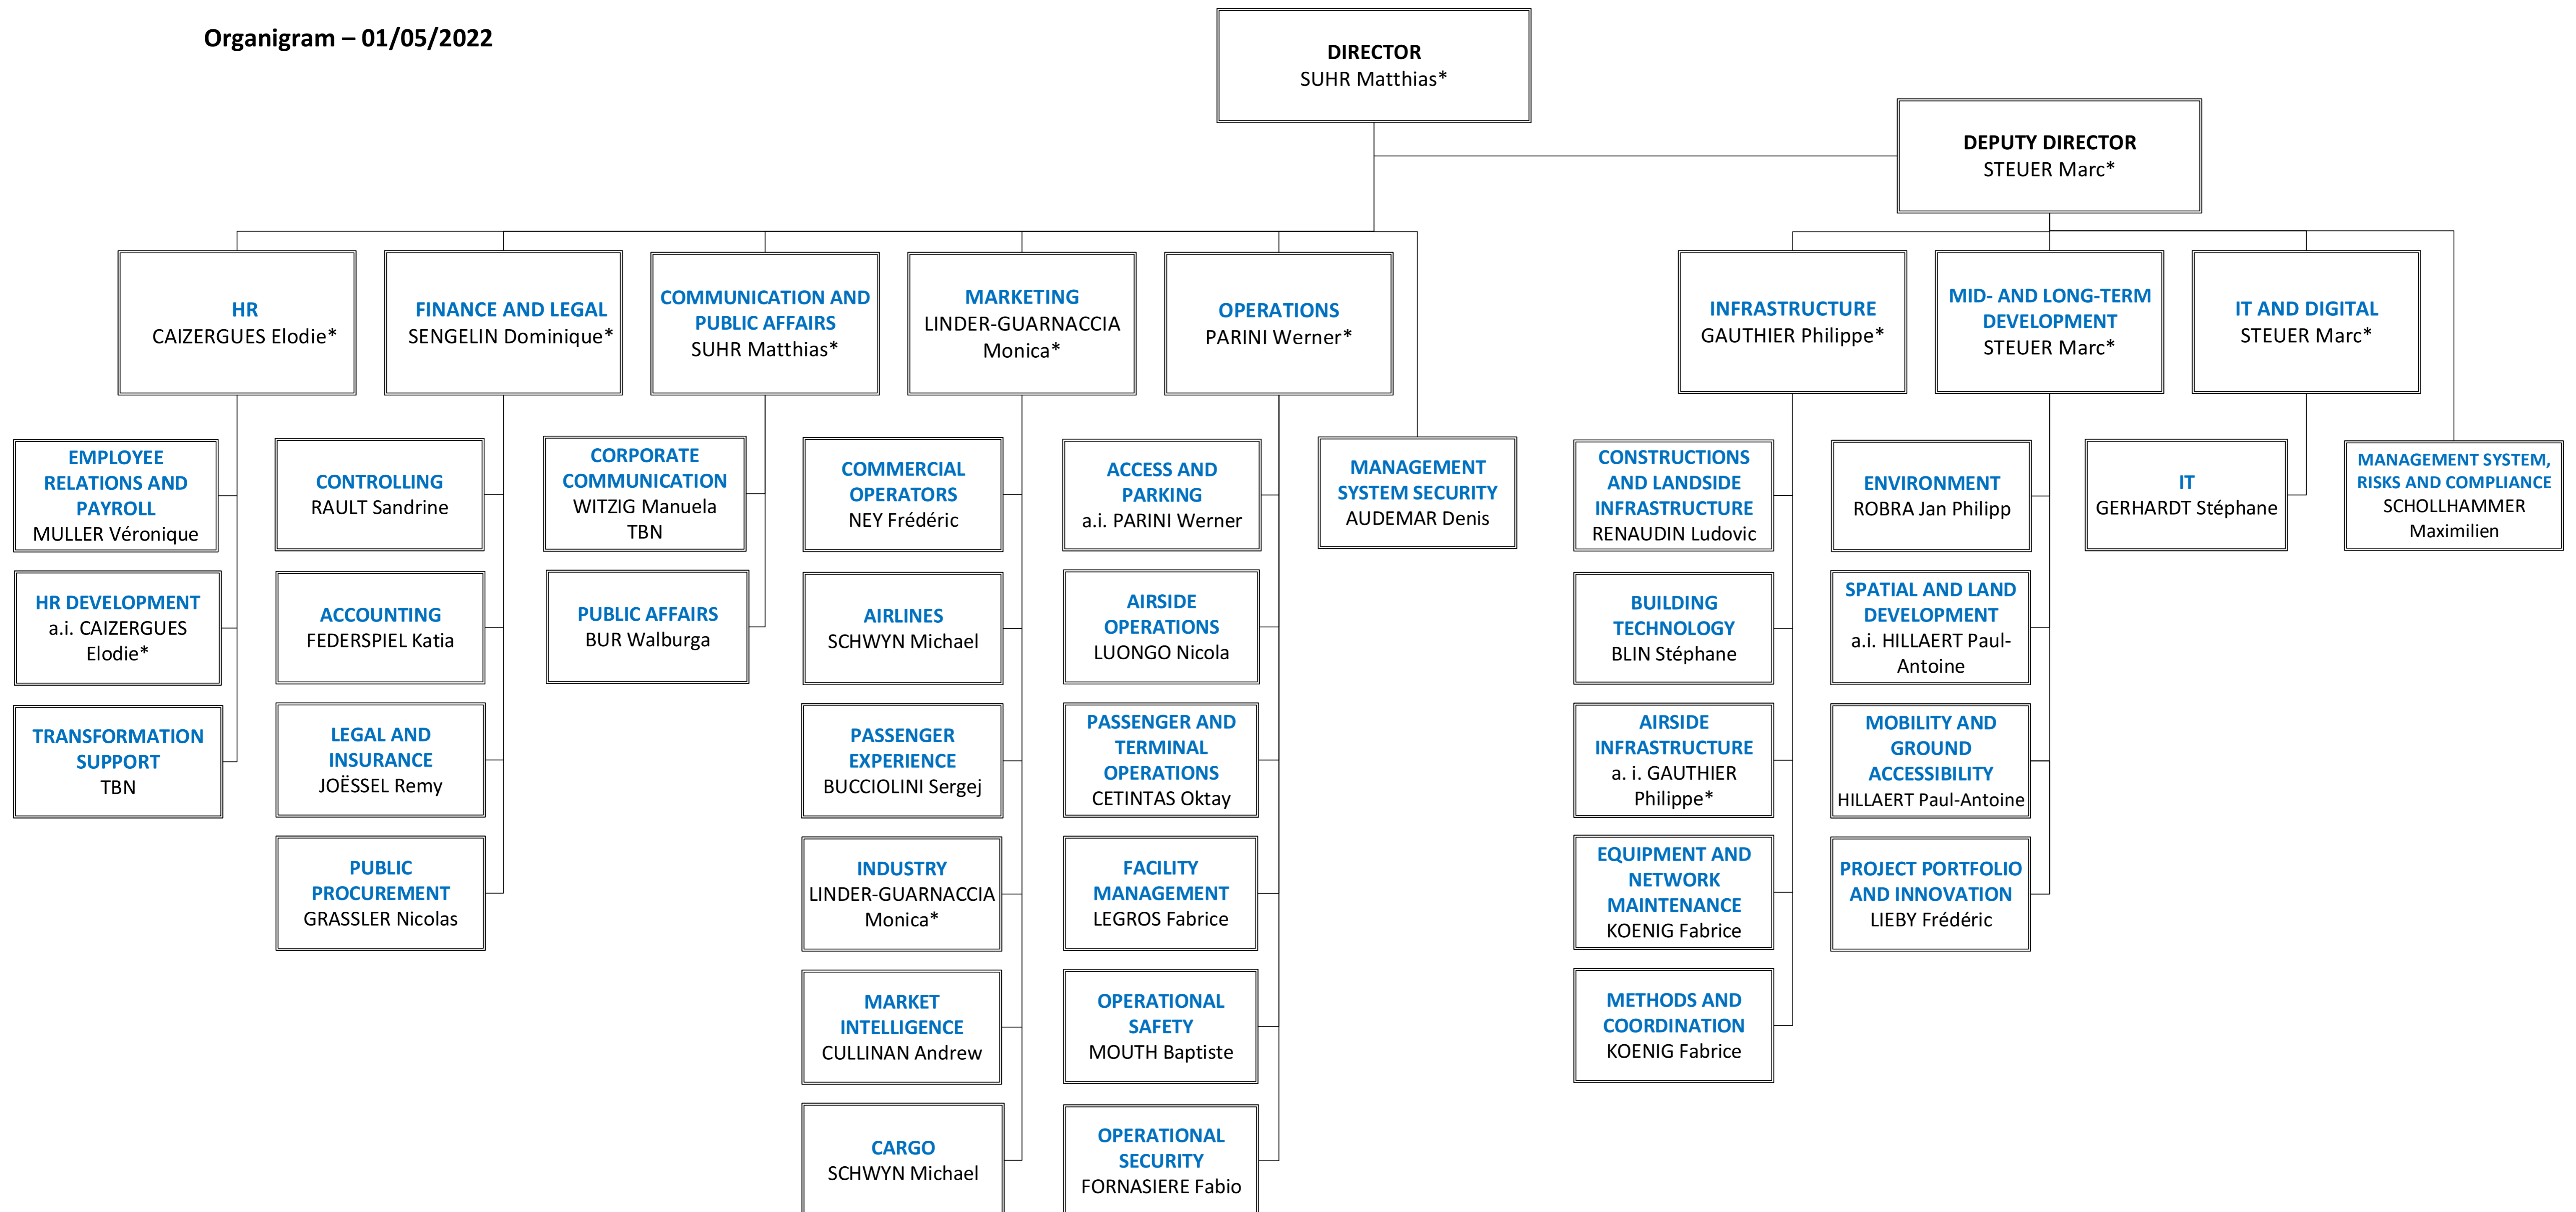 Organigram – 01/05/2022
DIRECTOR
SUHR Matthias*
DEPUTY DIRECTOR
STEUER Marc*
HR
CAIZERGUES Elodie*
FINANCE AND LEGAL
SENGELIN Dominique*
COMMUNICATION AND
PUBLIC AFFAIRS
SUHR Matthias*
MARKETING
LINDER-GUARNACCIA
Monica*
OPERATIONS
PARINI Werner*
INFRASTRUCTURE
GAUTHIER Philippe*
MID- AND LONG-TERM
DEVELOPMENT
STEUER Marc*
IT AND DIGITAL
STEUER Marc*
EMPLOYEE
RELATIONS AND
PAYROLL
MULLER Véronique
HR DEVELOPMENT
a.i. CAIZERGUES
Elodie*
TRANSFORMATION
SUPPORT
TBN
CONTROLLING
RAULT Sandrine
ACCOUNTING
FEDERSPIEL Katia
LEGAL AND
INSURANCE
JOËSSEL Remy
PUBLIC
PROCUREMENT
GRASSLER Nicolas
CORPORATE
COMMUNICATION
WITZIG Manuela
TBN
PUBLIC AFFAIRS
BUR Walburga
COMMERCIAL
OPERATORS
NEY Frédéric
AIRLINES
SCHWYN Michael
PASSENGER
EXPERIENCE
BUCCIOLINI Sergej
INDUSTRY
LINDER-GUARNACCIA
Monica*
MARKET
INTELLIGENCE
CULLINAN Andrew
CARGO
SCHWYN Michael
ACCESS AND
PARKING
a.i. PARINI Werner
AIRSIDE
OPERATIONS
LUONGO Nicola
PASSENGER AND
TERMINAL
OPERATIONS
CETINTAS Oktay
FACILITY
MANAGEMENT
LEGROS Fabrice
OPERATIONAL
SAFETY
MOUTH Baptiste
OPERATIONAL
SECURITY
FORNASIERE Fabio
MANAGEMENT
SYSTEM SECURITY
AUDEMAR Denis
CONSTRUCTIONS
AND LANDSIDE
INFRASTRUCTURE
RENAUDIN Ludovic
BUILDING
TECHNOLOGY
BLIN Stéphane
AIRSIDE
INFRASTRUCTURE
a. i. GAUTHIER
Philippe*
EQUIPMENT AND
NETWORK
MAINTENANCE
KOENIG Fabrice
METHODS AND
COORDINATION
KOENIG Fabrice
ENVIRONMENT
ROBRA Jan Philipp
SPATIAL AND LAND
DEVELOPMENT
a.i. HILLAERT Paul-
Antoine
MOBILITY AND
GROUND
ACCESSIBILITY
HILLAERT Paul-Antoine
PROJECT PORTFOLIO
AND INNOVATION
LIEBY Frédéric
IT
GERHARDT Stéphane
MANAGEMENT SYSTEM,
RISKS AND COMPLIANCE
SCHOLLHAMMER
Maximilien